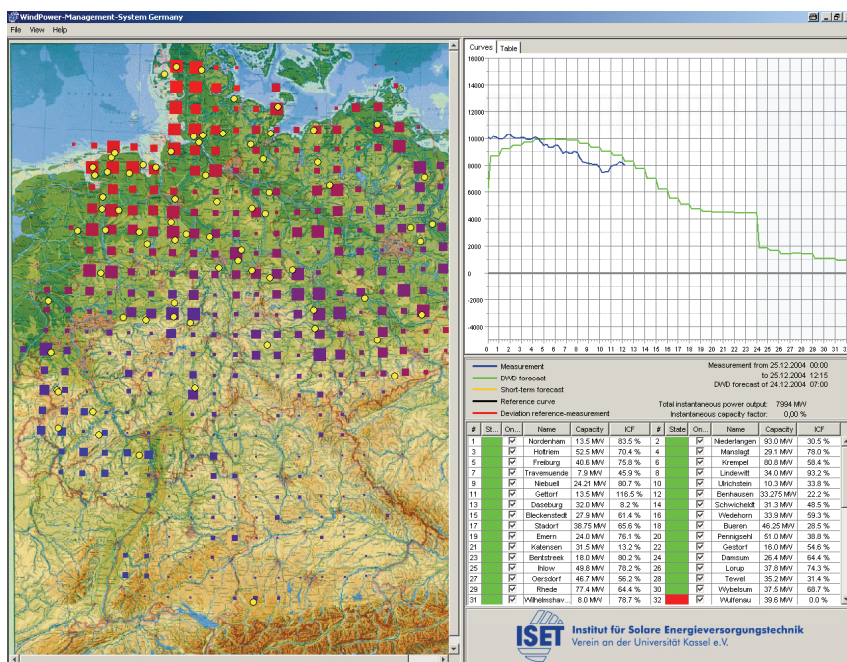 WindPower-Management-System Germany
File View Help
Curves Table
16000
14000
12000
10000
8000
6000
4000
2000
0
-2000
-4000
0 1 2 3 4 5 6 7 8 9 10 11 12 13 14 15 16 17 18 19 20 21 22 23 24 25 26 27 28 29 30 31
Measurement
DWD forecast
Short-term forecast
Reference curve
Deviation reference-measurement
Measurement from 25.12.2004 00:00
to 25.12.2004 12:15
DWD forecast of 24.12.2004 07:00
Total instantaneous power output: 7994 MW
Instantaneous capacity factor: 0,00 %
# St... On... Name Capacity ICF # State On... Name Capacity ICF
1 Nordenham 13.5 MW 83.5 % 2 Niederlangen 93.0 MW 30.5 %
3 Holtriem 52.5 MW 70.4 % 4 Manslagt 29.1 MW 78.0 %
5 Freiburg 40.6 MW 75.8 % 6 Krempel 80.8 MW 58.4 %
7 Travemuende 7.9 MW 45.9 % 8 Lindewitt 34.0 MW 93.2 %
9 Niebuell 24.21 MW 80.7 % 10 Ulrichstein 10.3 MW 33.8 %
11 Gettorf 13.5 MW 116.5 % 12 Benhausen 33.275 MW 22.2 %
13 Daseburg 32.0 MW 8.2 % 14 Schwicheldt 31.3 MW 48.5 %
15 Bleckenstedt 27.9 MW 61.4 % 16 Wedehorn 33.9 MW 59.3 %
17 Stadorf 38.75 MW 65.6 % 18 Bueren 46.25 MW 28.5 %
19 Emern 24.0 MW 76.1 % 20 Pennigsehl 51.0 MW 38.8 %
21 Katensen 31.5 MW 13.2 % 22 Gestorf 16.0 MW 54.6 %
23 Bentstreek 18.0 MW 80.2 % 24 Damsum 26.4 MW 64.4 %
25 Ihlow 49.8 MW 78.2 % 26 Lorup 37.8 MW 74.3 %
27 Oersdorf 46.7 MW 56.2 % 28 Tewel 35.2 MW 31.4 %
29 Rhede 77.4 MW 64.4 % 30 Wybelsum 37.5 MW 68.7 %
31 Wilhelmshav... 8.0 MW 78.7 % 32 Wulfenau 39.6 MW 0.0 %
ISET Institut für Solare Energieversorgungstechnik
Verein an der Universität Kassel e.V.